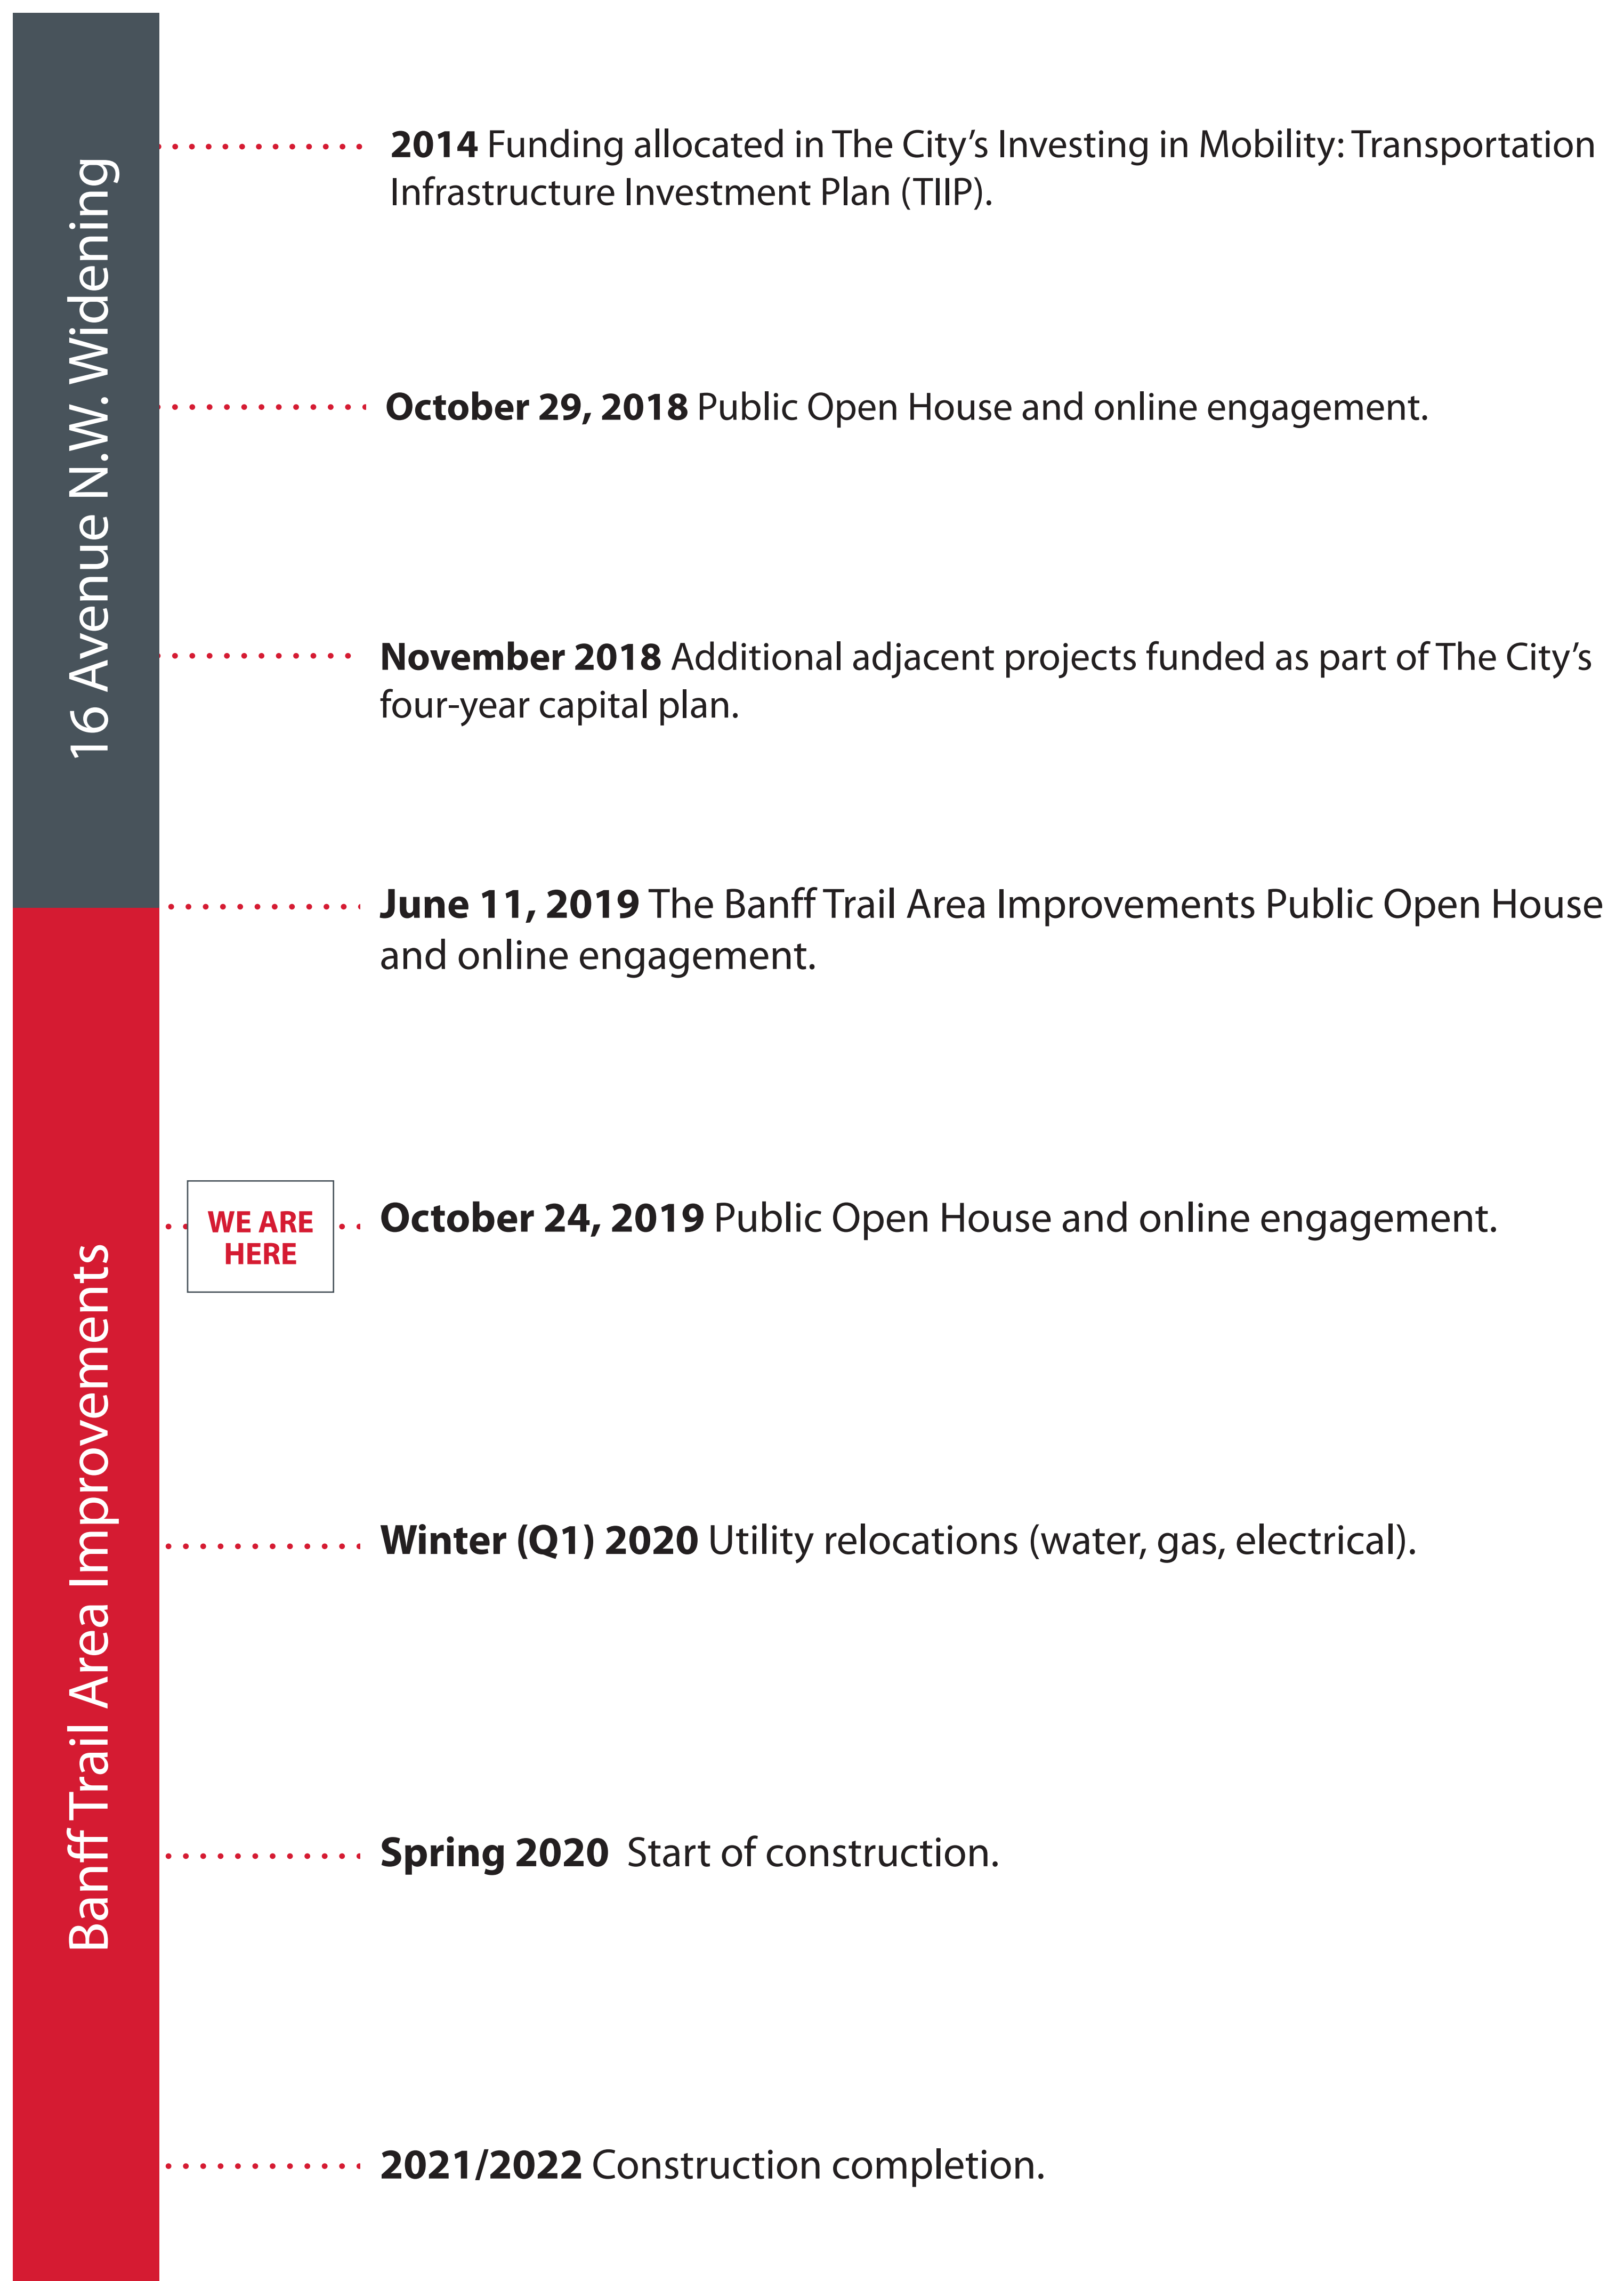 16 Avenue N.W. Widening
2014 Funding allocated in The City’s Investing in Mobility: Transportation
Infrastructure Investment Plan (TIIP).
October 29, 2018 Public Open House and online engagement.
November 2018 Additional adjacent projects funded as part of The City’s
four-year capital plan.
June 11, 2019 The Banff Trail Area Improvements Public Open House
and online engagement.
Banff Trail Area Improvements
WE ARE
HERE
October 24, 2019 Public Open House and online engagement.
Winter (Q1) 2020 Utility relocations (water, gas, electrical).
Spring 2020 Start of construction.
2021/2022 Construction completion.